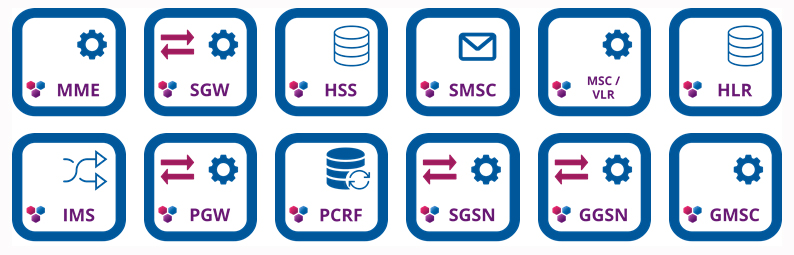 MME
SGW
HSS
SMSC
MSC /
VLR
HLR
IMS
PGW
PCRF
SGSN
GGSN
GMSC